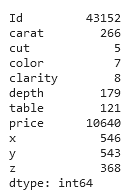 Id 43152
carat 266
cut 5
color 7
clarity 8
depth 179
table 121
price 10640
x 546
y 543
z 368
dtype: int64